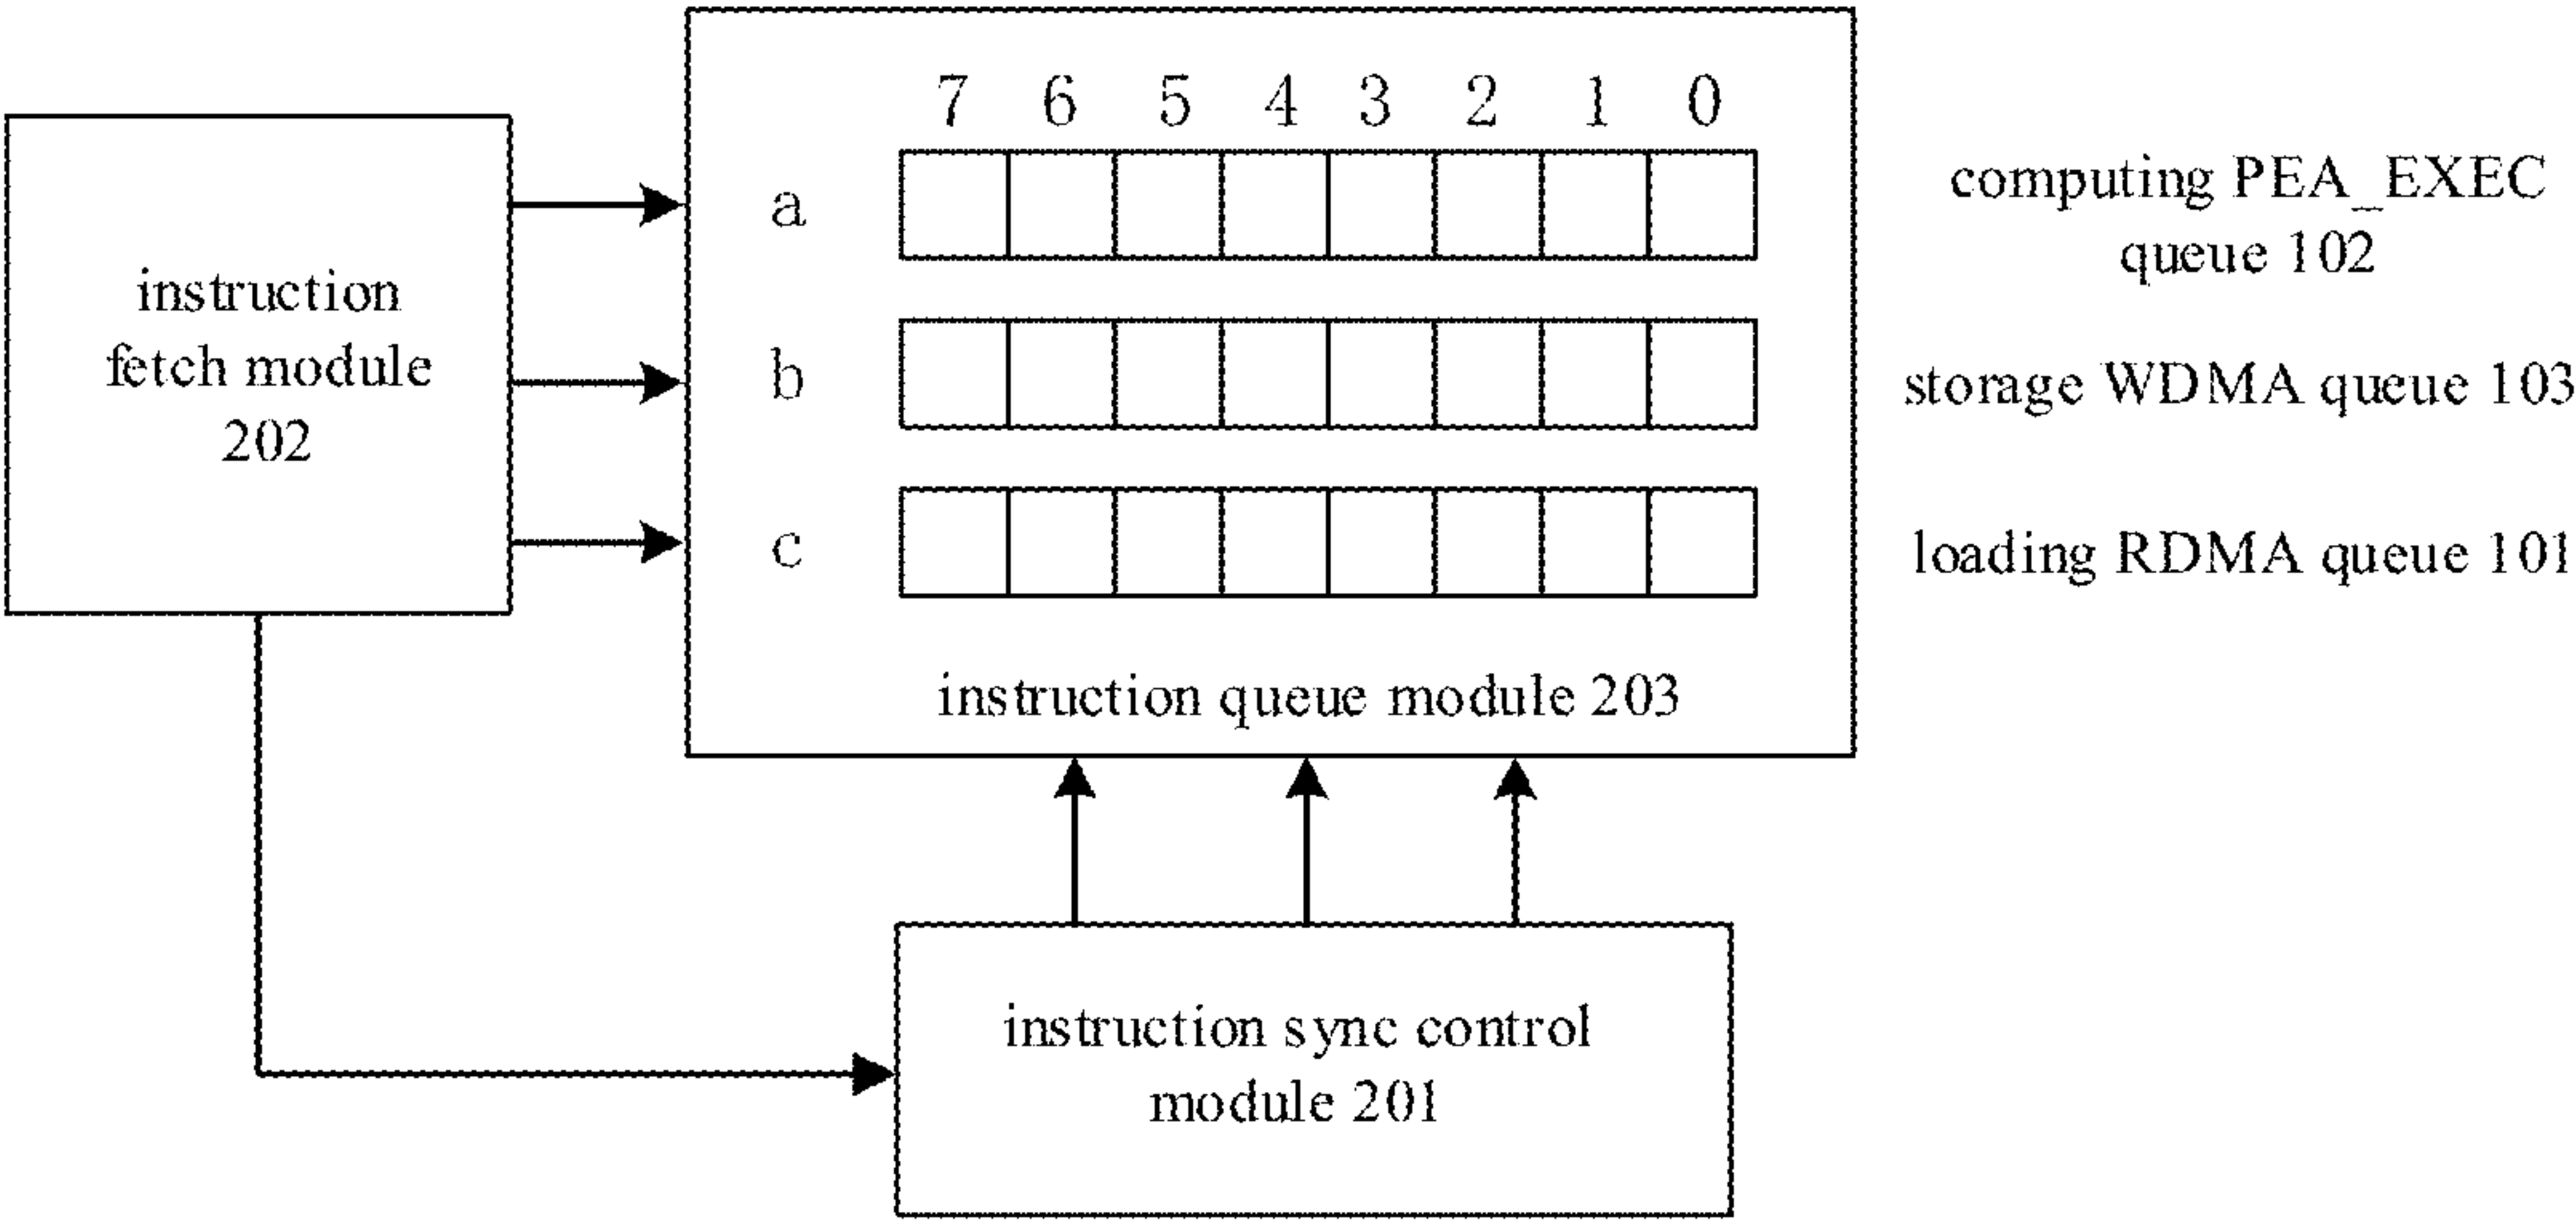 instruction
fetch module
202
7 6 5 4 3 2 1 0
a
b
c
instruction queue module 203
computing PEA_EXEC
queue 102
storage WDMA queue 103
loading RDMA queue 101
instruction sync control
module 201